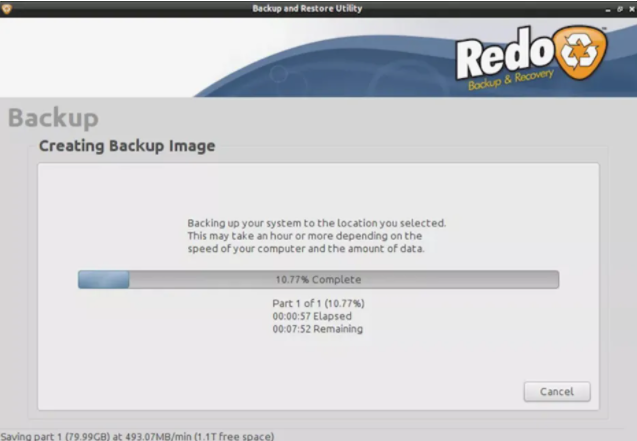 Backup and Restore Utility
Redo
Backup & Recovery
Backup
Creating Backup Image
Backing up your system to the location you selected.
This may take an hour or more depending on the
speed of your computer and the amount of data.
10.77% Complete
Part 1 of 1 (10.77%)
00:00:57 Elapsed
00:07:52 Remaining
Cancel
Saving part 1 (79.99GB) at 493.07MB/min (1.1T free space)